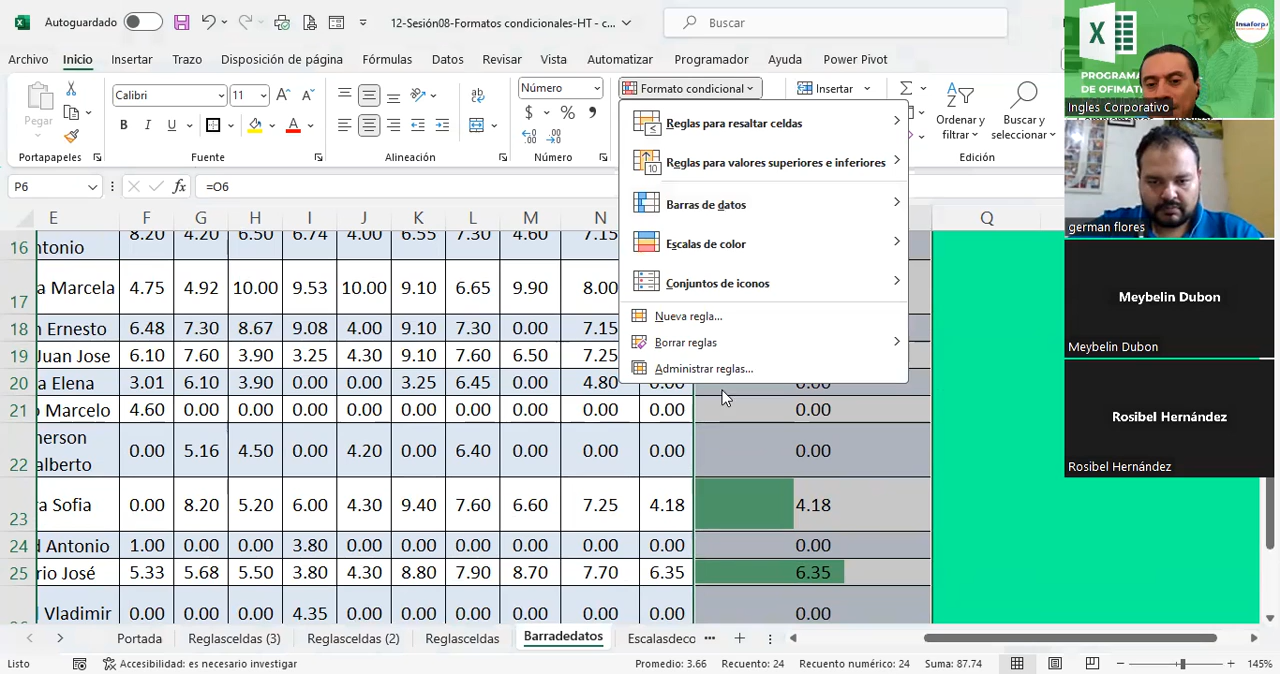 Autoguardado
12-Sesión08-Formatos condicionales-HT - c...
Buscar
Archivo
Inicio
Insertar
Trazo
Disposición de página
Fórmulas
Datos
Revisar
Vista
Automatizar
Programador
Ayuda
Power Pivot
Pegar
Calibri
11
N K S
Número
$ % 
Formato condicional
Insertar
Ordenar y filtrar
Buscar y seleccionar
Portapapeles
Fuente
Alineación
Número
Edición
Reglas para resaltar celdas
Reglas para valores superiores e inferiores
Barras de datos
Escalas de color
Conjuntos de iconos
Nueva regla...
Borrar reglas
Administrar reglas...
P6
fx
=O6
E F G H I J K L M N Q
16 ntonio 8.20 4.20 6.50 6.74 4.00 6.55 7.30 4.60 7.15
17 a Marcela 4.75 4.92 10.00 9.53 10.00 9.10 6.65 9.90 8.00
18 n Ernesto 6.48 7.30 8.67 9.08 4.00 9.10 7.30 0.00 7.15
19 Juan Jose 6.10 7.60 3.90 3.25 4.30 9.10 7.60 6.50 7.25
20 a Elena 3.01 6.10 3.90 0.00 0.00 3.25 6.45 0.00 4.80 0.00 0.00
21 o Marcelo 4.60 0.00 0.00 0.00 0.00 0.00 0.00 0.00 0.00 0.00 0.00
22 herson
alberto 0.00 5.16 4.50 0.00 4.20 0.00 6.40 0.00 0.00 0.00 0.00
23 ra Sofia 0.00 8.20 5.20 6.00 4.30 9.40 7.60 6.60 7.25 4.18 4.18
24 d Antonio 1.00 0.00 0.00 3.80 0.00 0.00 0.00 0.00 0.00 0.00 0.00
25 rio José 5.33 5.68 5.50 3.80 4.30 8.80 7.90 8.70 7.70 6.35 6.35
l Vladimir 0.00 0.00 0.00 4.35 0.00 0.00 0.00 0.00 0.00 0.00 0.00
Portada
Reglasceldas (3)
Reglasceldas (2)
Reglasceldas
Barradedatos
Escalasdeco
Listo
Accesibilidad: es necesario investigar
Promedio: 3.66
Recuento: 24
Recuento numérico: 24
Suma: 87.74
145%
Insaforp
PROGRAMA
DE OFIMÁT
Ingles Corporativo
german flores
Meybelin Dubon
Meybelin Dubon
Rosibel Hernández
Rosibel Hernández